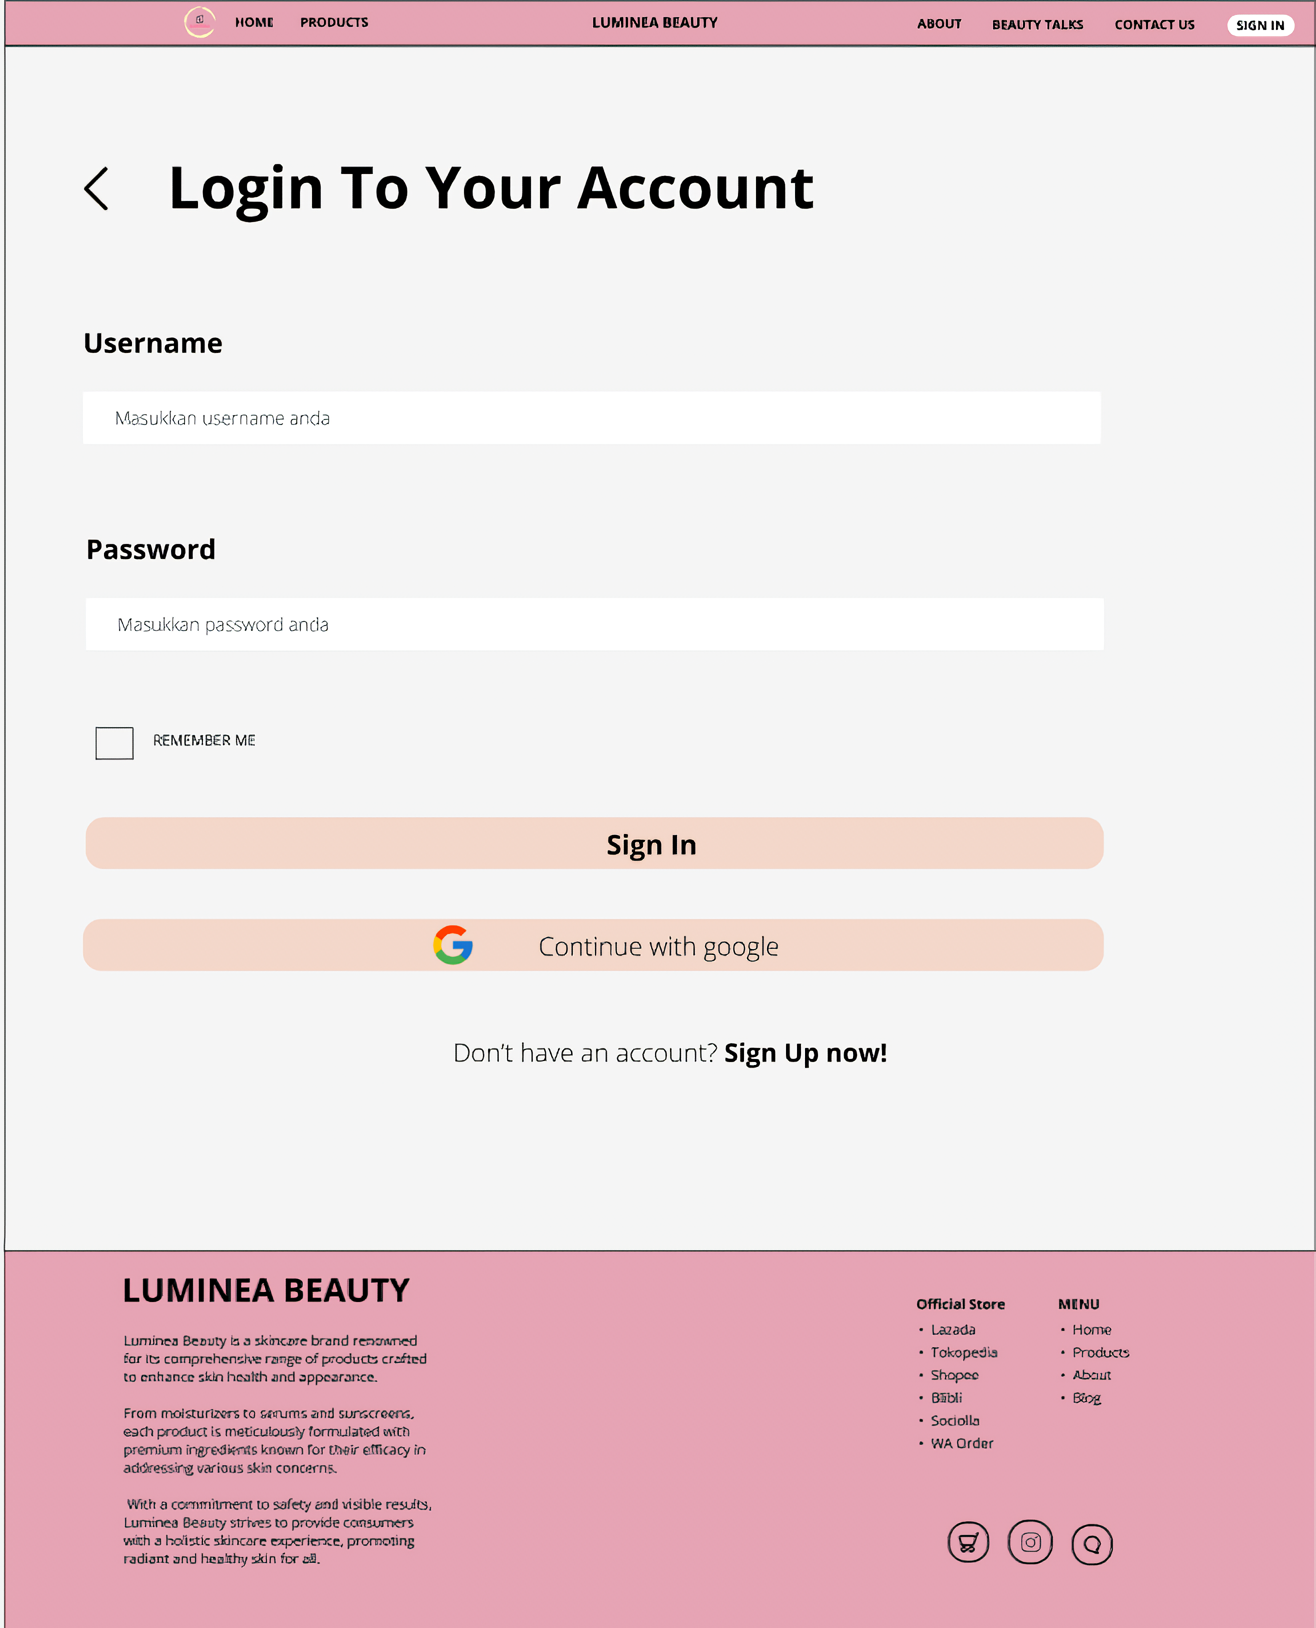 HOME PRODUCTS LUMINEA BEAUTY ABOUT BEAUTY TALKS CONTACT US SIGN IN
Login To Your Account
Username
Masukkan username anda
Password
Masukkan password anda
REMEMBER ME
Sign In
Continue with google
Don't have an account? Sign Up now!
LUMINEA BEAUTY
Luminea Beauty is a skincare brand renowned
for its comprehensive range of products crafted
to enhance skin health and appearance.
From moisturizers to serums and sunscreens,
each product is meticulously formulated with
premium ingredients known for their efficacy in
addressing various skin concerns.
With a commitment to safety and visible results,
Luminea Beauty strives to provide consumers
with a holistic skincare experience, promoting
radiant and healthy skin for all.
Official Store
• Lazada
• Tokopedia
• Shopee
• Blibli
• Sociolla
• WA Order
MENU
• Home
• Products
• About
• Blog